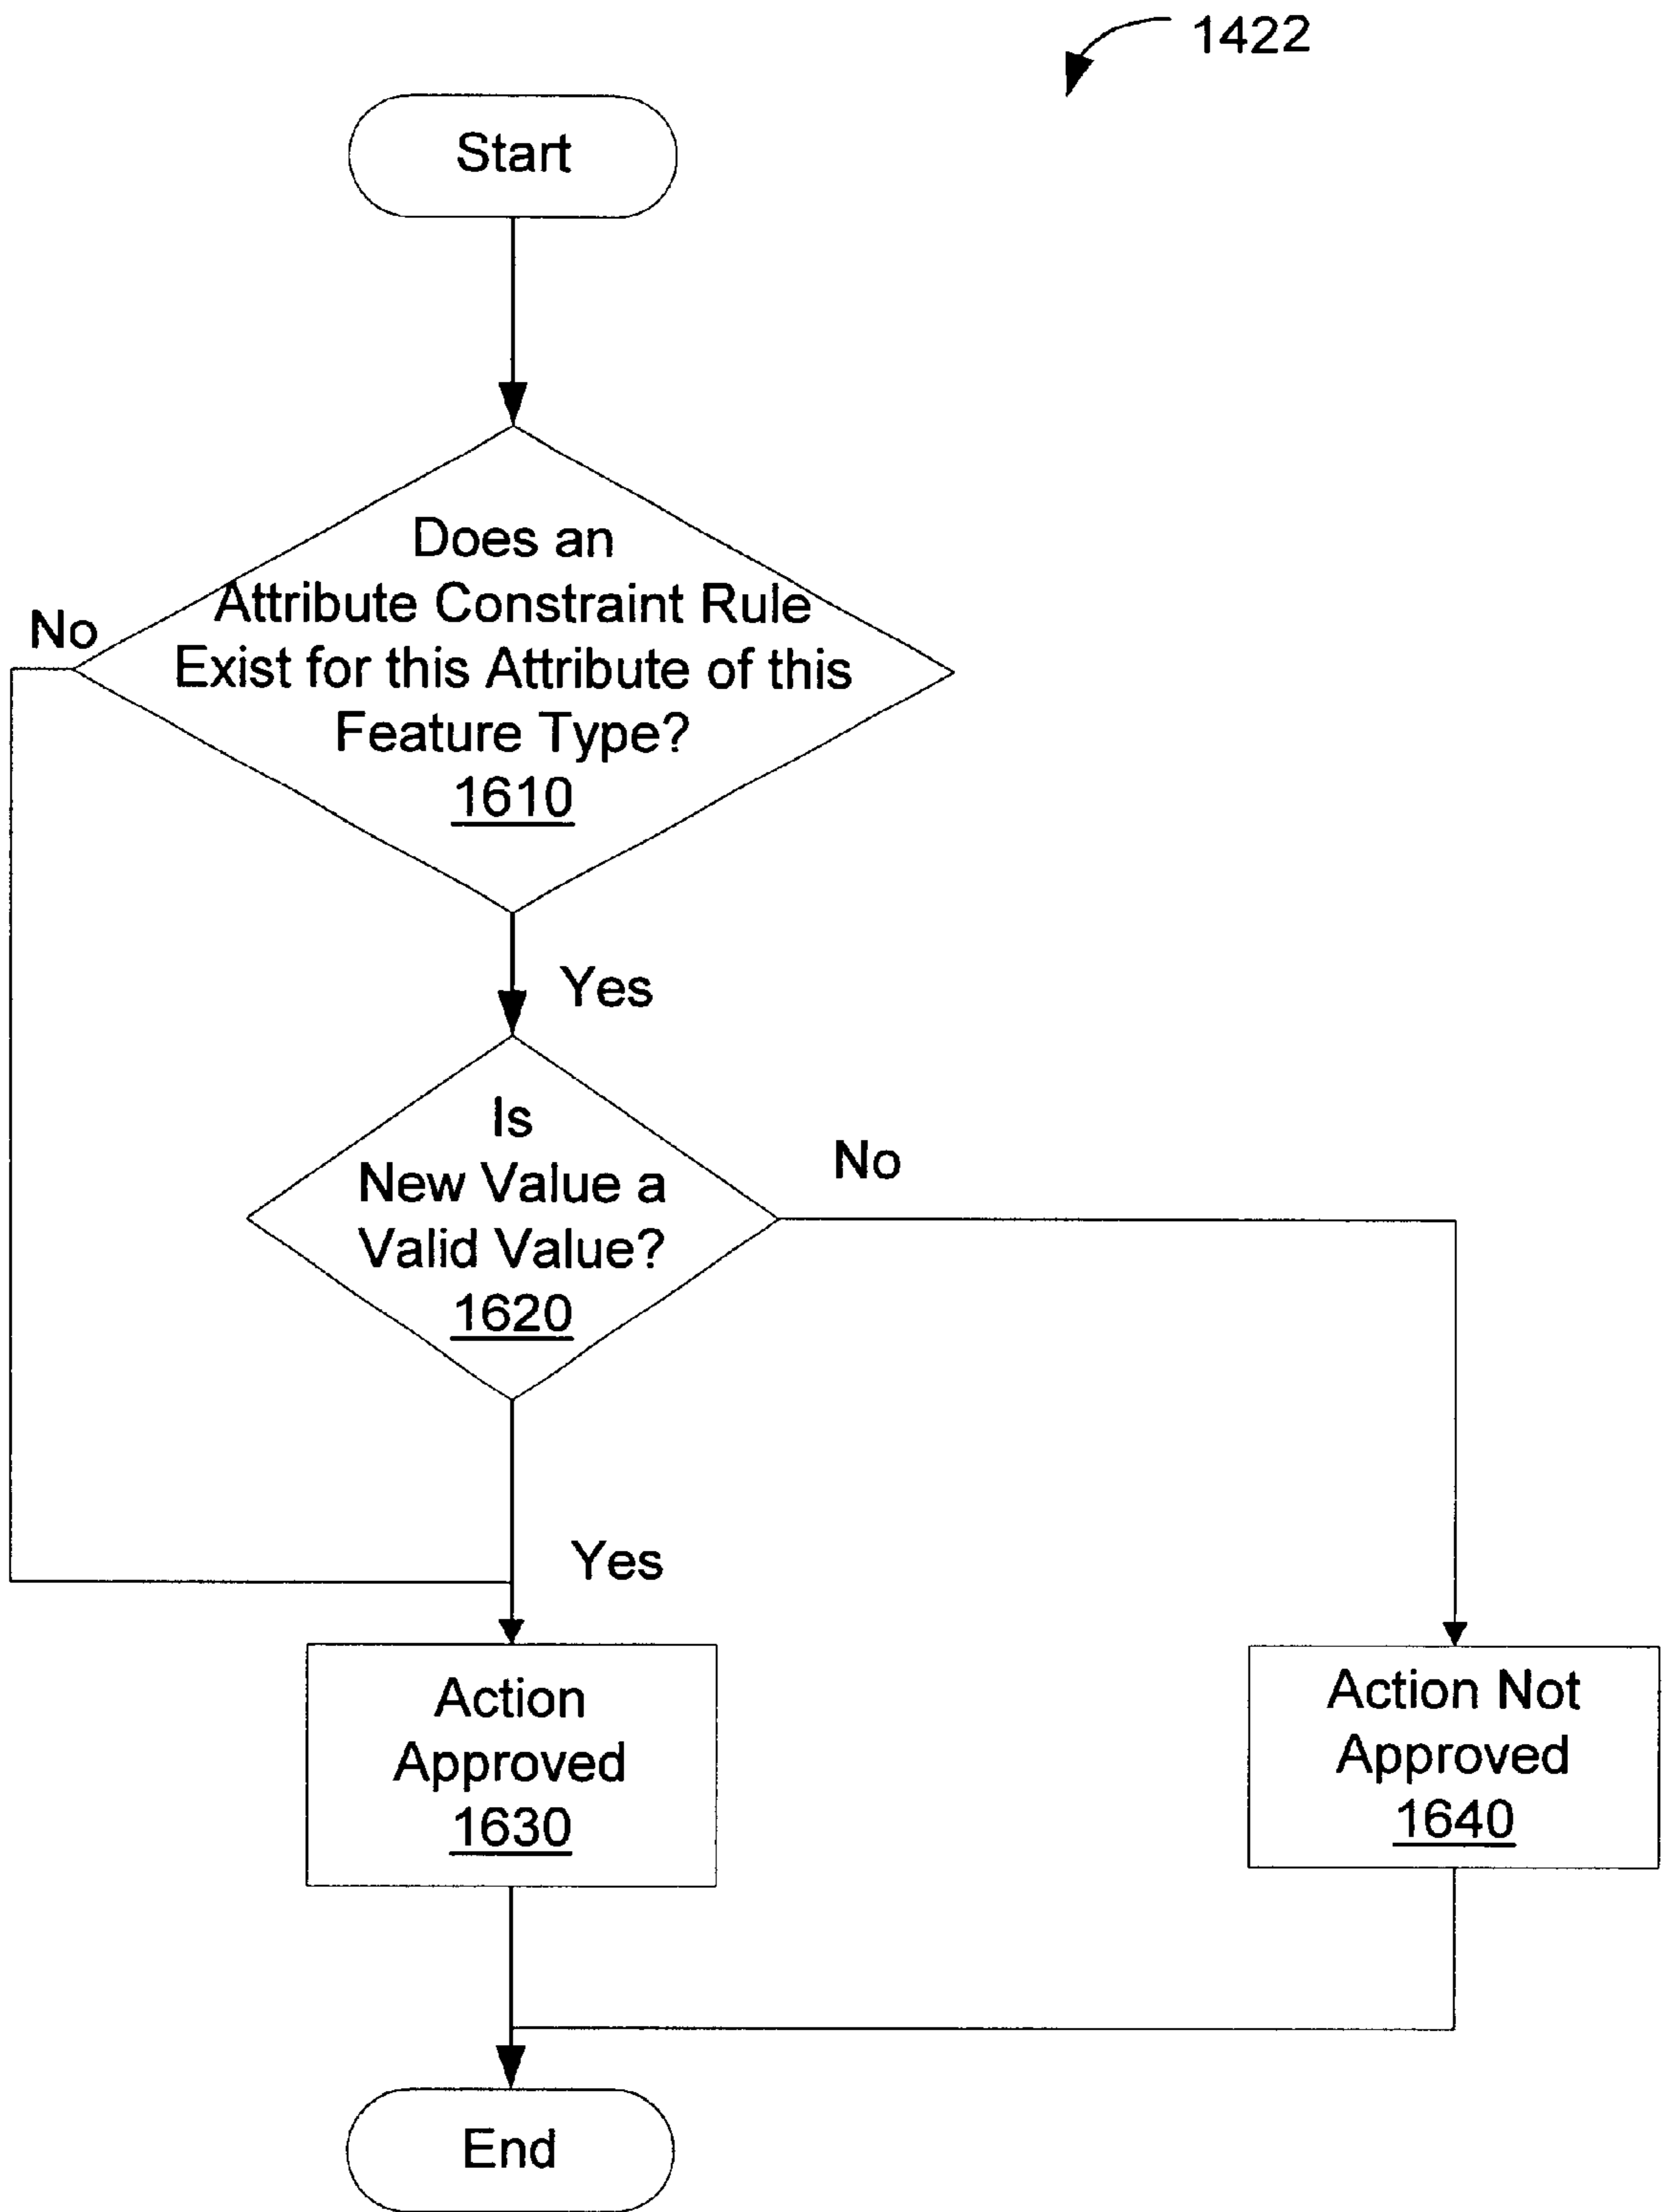 1422
Start
Does an
Attribute Constraint Rule
Exist for this Attribute of this
Feature Type?
1610
No
Yes
Is
New Value a
Valid Value?
1620
No
Yes
Action
Approved
1630
Action Not
Approved
1640
End